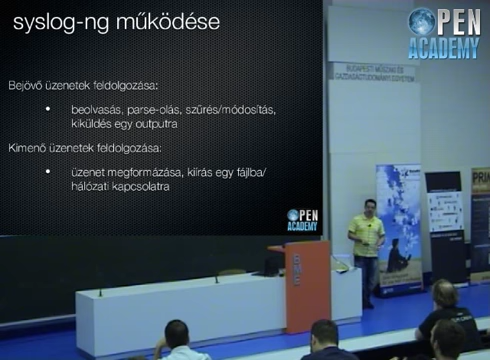 syslog-ng működése
Bejövő üzenetek feldolgozása:
beolvasás, parse-olás, szűrés/módosítás,
kiküldés egy outputra
Kimenő üzenetek feldolgozása:
üzenet megformázása, kiírás egy fájlba/
hálózati kapcsolatra
OPEN
ACADEMY
OPEN
ACADEMY
BUDAPESTI MŰSZAKI ÉS
GAZDASÁGTUDOMÁNYI EGYETEM